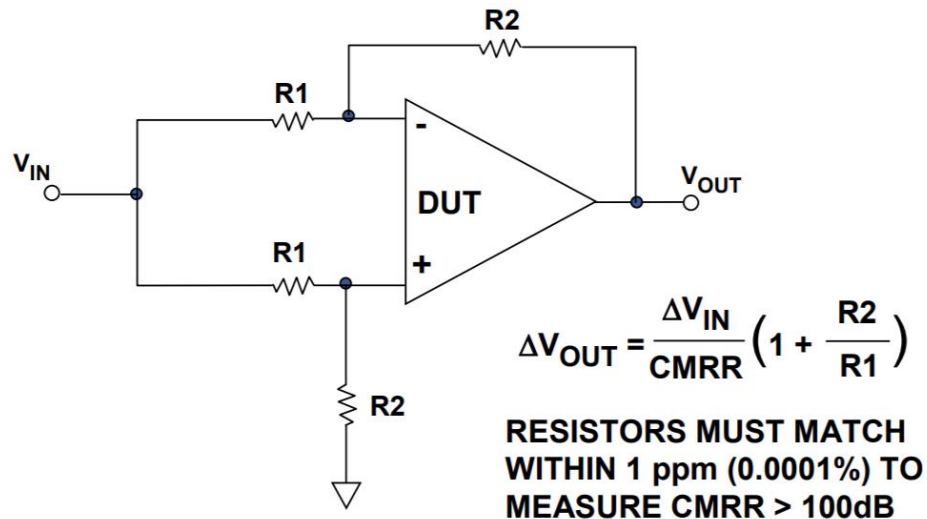 R2
R1
-
V_IN
DUT
V_OUT
R1
+
ΔV_OUT = ΔV_IN / CMRR (1 + R2 / R1)
R2
RESISTORS MUST MATCH
WITHIN 1 ppm (0.0001%) TO
MEASURE CMRR > 100dB